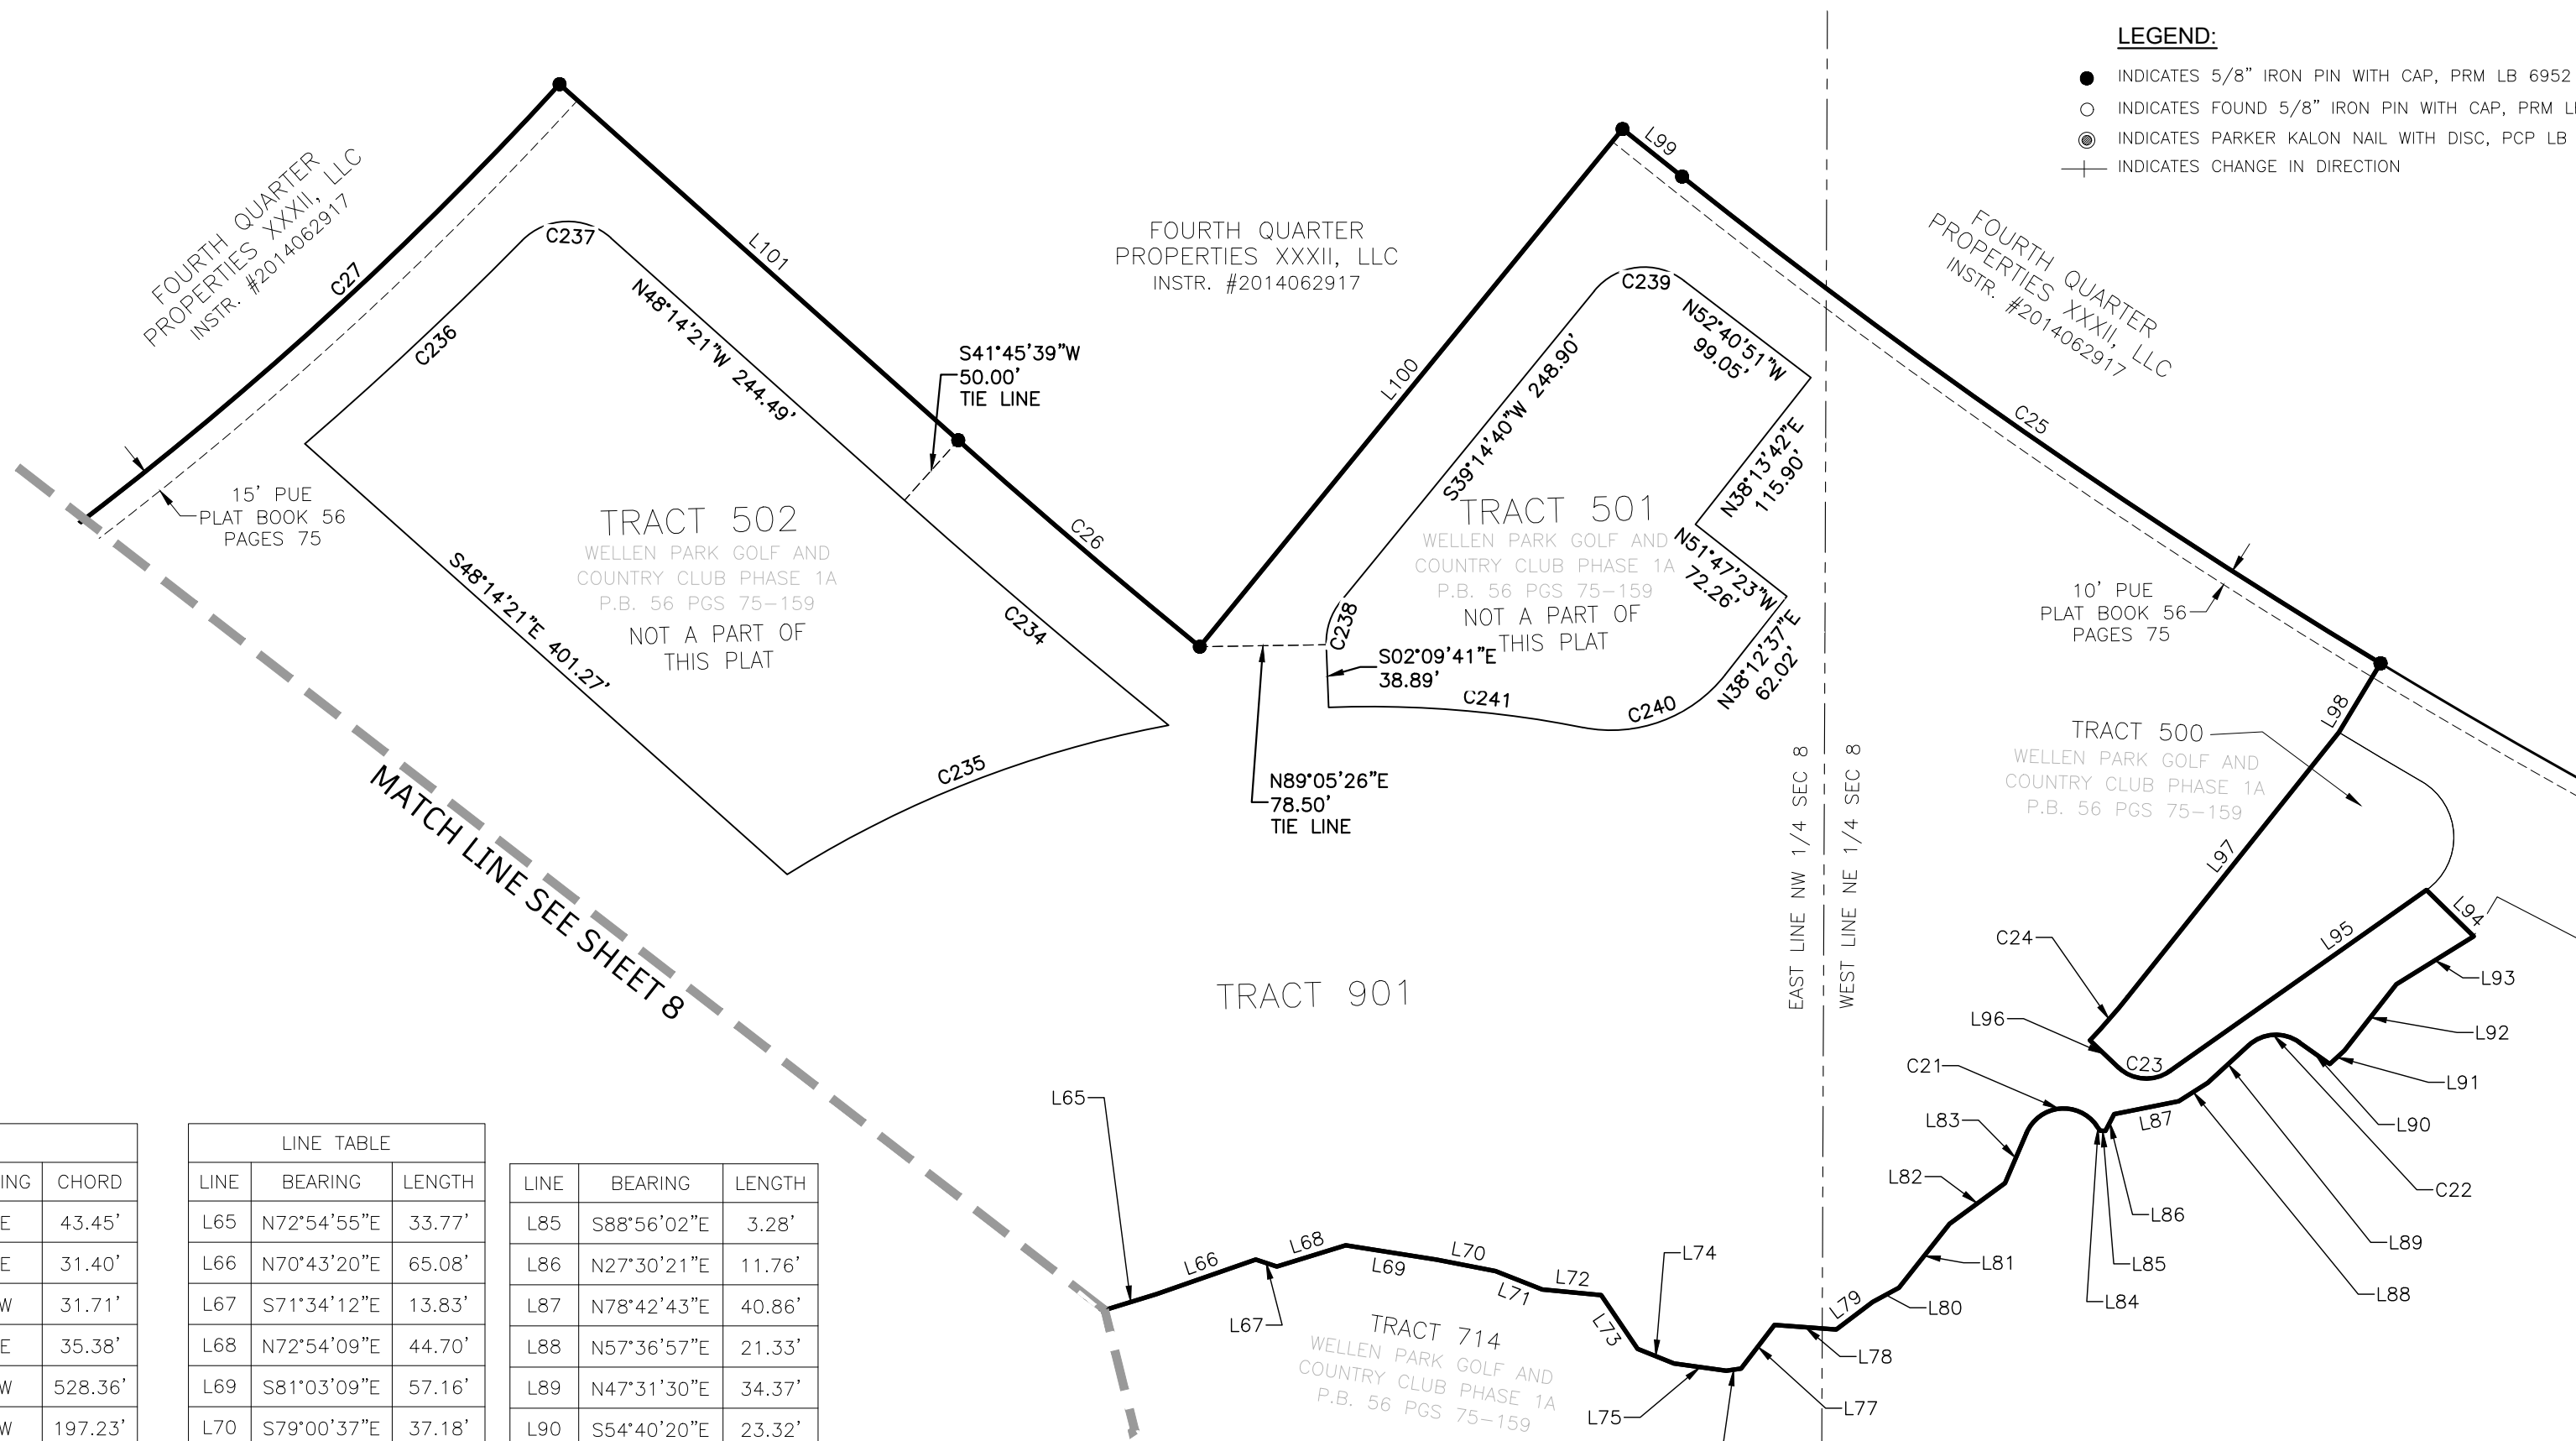 LEGEND:
INDICATES 5/8" IRON PIN WITH CAP, PRM LB 6952
INDICATES FOUND 5/8" IRON PIN WITH CAP, PRM
INDICATES PARKER KALON NAIL WITH DISC, PCP LB
INDICATES CHANGE IN DIRECTION
FOURTH QUARTER
PROPERTIES XXXII, LLC
INSTR. #2014062917
C27
C237
L101
C236
N48°14'21"W 244.49'
15' PUE
PLAT BOOK 56
PAGES 75
S41°45'39"W
50.00'
TIE LINE
TRACT 502
WELLEN PARK GOLF AND
COUNTRY CLUB PHASE 1A
P.B. 56 PGS 75-159
NOT A PART OF
THIS PLAT
S48°14'21"E 401.27'
C26
C234
C235
MATCH LINE SEE SHEET 8
FOURTH QUARTER
PROPERTIES XXXII, LLC
INSTR. #2014062917
L99
L100
C239
N52°40'51"W
99.05'
S39°14'40"W 248.90'
N38°13'42"E
115.90'
TRACT 501
WELLEN PARK GOLF AND
COUNTRY CLUB PHASE 1A
P.B. 56 PGS 75-159
NOT A PART OF
THIS PLAT
N51°47'23"W
72.26'
N38°12'37"E
62.02'
C238
S02°09'41"E
38.89'
C241
C240
N89°05'26"E
78.50'
TIE LINE
FOURTH QUARTER
PROPERTIES XXXII, LLC
INSTR. #2014062917
C25
10' PUE
PLAT BOOK 56
PAGES 75
L98
TRACT 500
WELLEN PARK GOLF AND
COUNTRY CLUB PHASE 1A
P.B. 56 PGS 75-159
EAST LINE NW 1/4 SEC 8
WEST LINE NE 1/4 SEC 8
L97
L95
L94
C24
L93
L96
L92
C23
C21
L91
L90
L83
L87
C22
L82
L86
L89
L81
L85
L88
L84
L80
L79
L78
L77
TRACT 901
L65
L66
L67
L68
L69
L70
L71
L72
L73
L74
L75
TRACT 714
WELLEN PARK GOLF AND
COUNTRY CLUB PHASE 1A
P.B. 56 PGS 75-159
ING CHORD
E 43.45'
E 31.40'
W 31.71'
E 35.38'
W 528.36'
W 197.23'
LINE TABLE
LINE BEARING LENGTH
L65 N72°54'55"E 33.77'
L66 N70°43'20"E 65.08'
L67 S71°34'12"E 13.83'
L68 N72°54'09"E 44.70'
L69 S81°03'09"E 57.16'
L70 S79°00'37"E 37.18'
LINE BEARING LENGTH
L85 S88°56'02"E 3.28'
L86 N27°30'21"E 11.76'
L87 N78°42'43"E 40.86'
L88 N57°36'57"E 21.33'
L89 N47°31'30"E 34.37'
L90 S54°40'20"E 23.32'